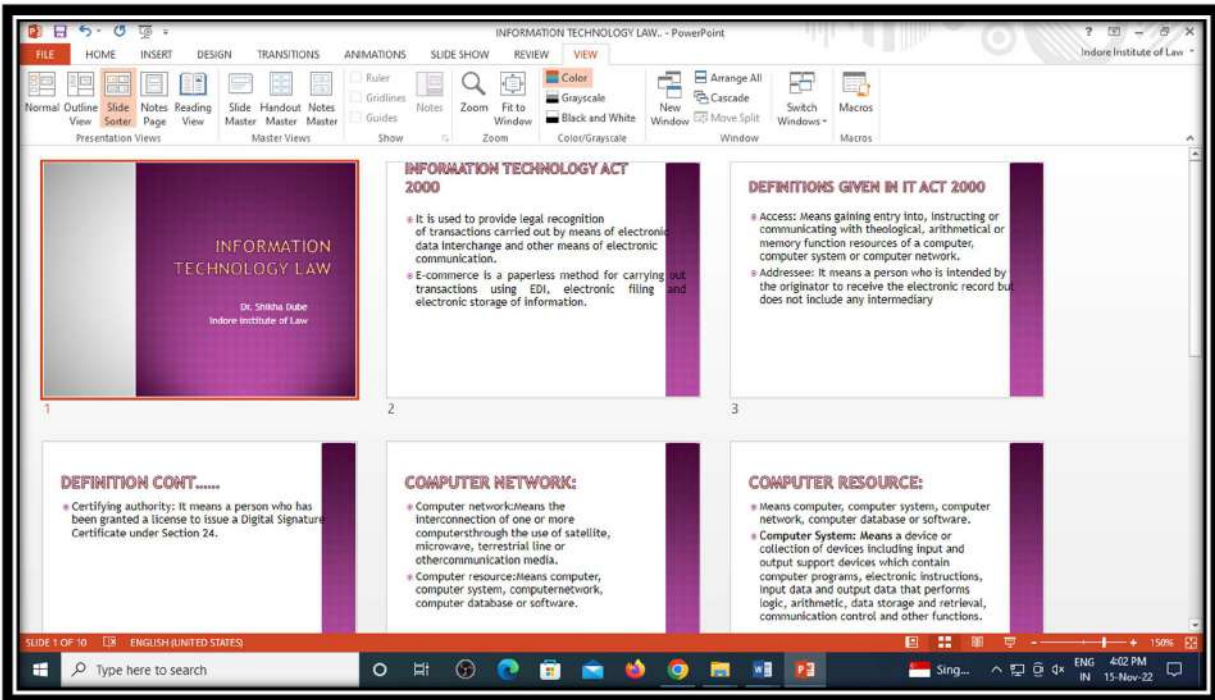 INFORMATION TECHNOLOGY LAW.. - PowerPoint
?
FILE HOME INSERT DESIGN TRANSITIONS ANIMATIONS SLIDE SHOW REVIEW VIEW
Indore Institute of Law
Normal Outline View Slide Sorter Notes Page Reading View
Presentation Views
Slide Master Handout Master Notes Master
Master Views
Ruler
Gridlines
Guides
Show
Notes
Zoom Fit to Window
Zoom
Color
Grayscale
Black and White
Color/Grayscale
New Window
Arrange All
Cascade
Move Split
Switch Windows
Window
Macros
Macros
INFORMATION
TECHNOLOGY LAW
Dr. Shikha Dube
Indore Institute of Law
1
INFORMATION TECHNOLOGY ACT
2000
It is used to provide legal recognition
of transactions carried out by means of electronic
data interchange and other means of electronic
communication.
E-commerce is a paperless method for carrying out
transactions using EDI, electronic filing and
electronic storage of information.
2
DEFINITIONS GIVEN IN IT ACT 2000
Access: Means gaining entry into, instructing or
communicating with theological, arithmetical or
memory function resources of a computer,
computer system or computer network.
Addressee: It means a person who is intended by
the originator to receive the electronic record but
does not include any intermediary
3
DEFINITION CONT......
Certifying authority: It means a person who has
been granted a license to issue a Digital Signature
Certificate under Section 24.
COMPUTER NETWORK:
Computer network:Means the
interconnection of one or more
computersthrough the use of satellite,
microwave, terrestrial line or
othercommunication media.
Computer resource:Means computer,
computer system, computernetwork,
computer database or software.
COMPUTER RESOURCE:
Means computer, computer system, computer
network, computer database or software.
Computer System: Means a device or
collection of devices including input and
output support devices which contain
computer programs, electronic instructions,
input data and output data that performs
logic, arithmetic, data storage and retrieval,
communication control and other functions.
SLIDE 1 OF 10 ENGLISH (UNITED STATES)
150%
Type here to search
Sing...
ENG
IN
4:02 PM
15-Nov-22